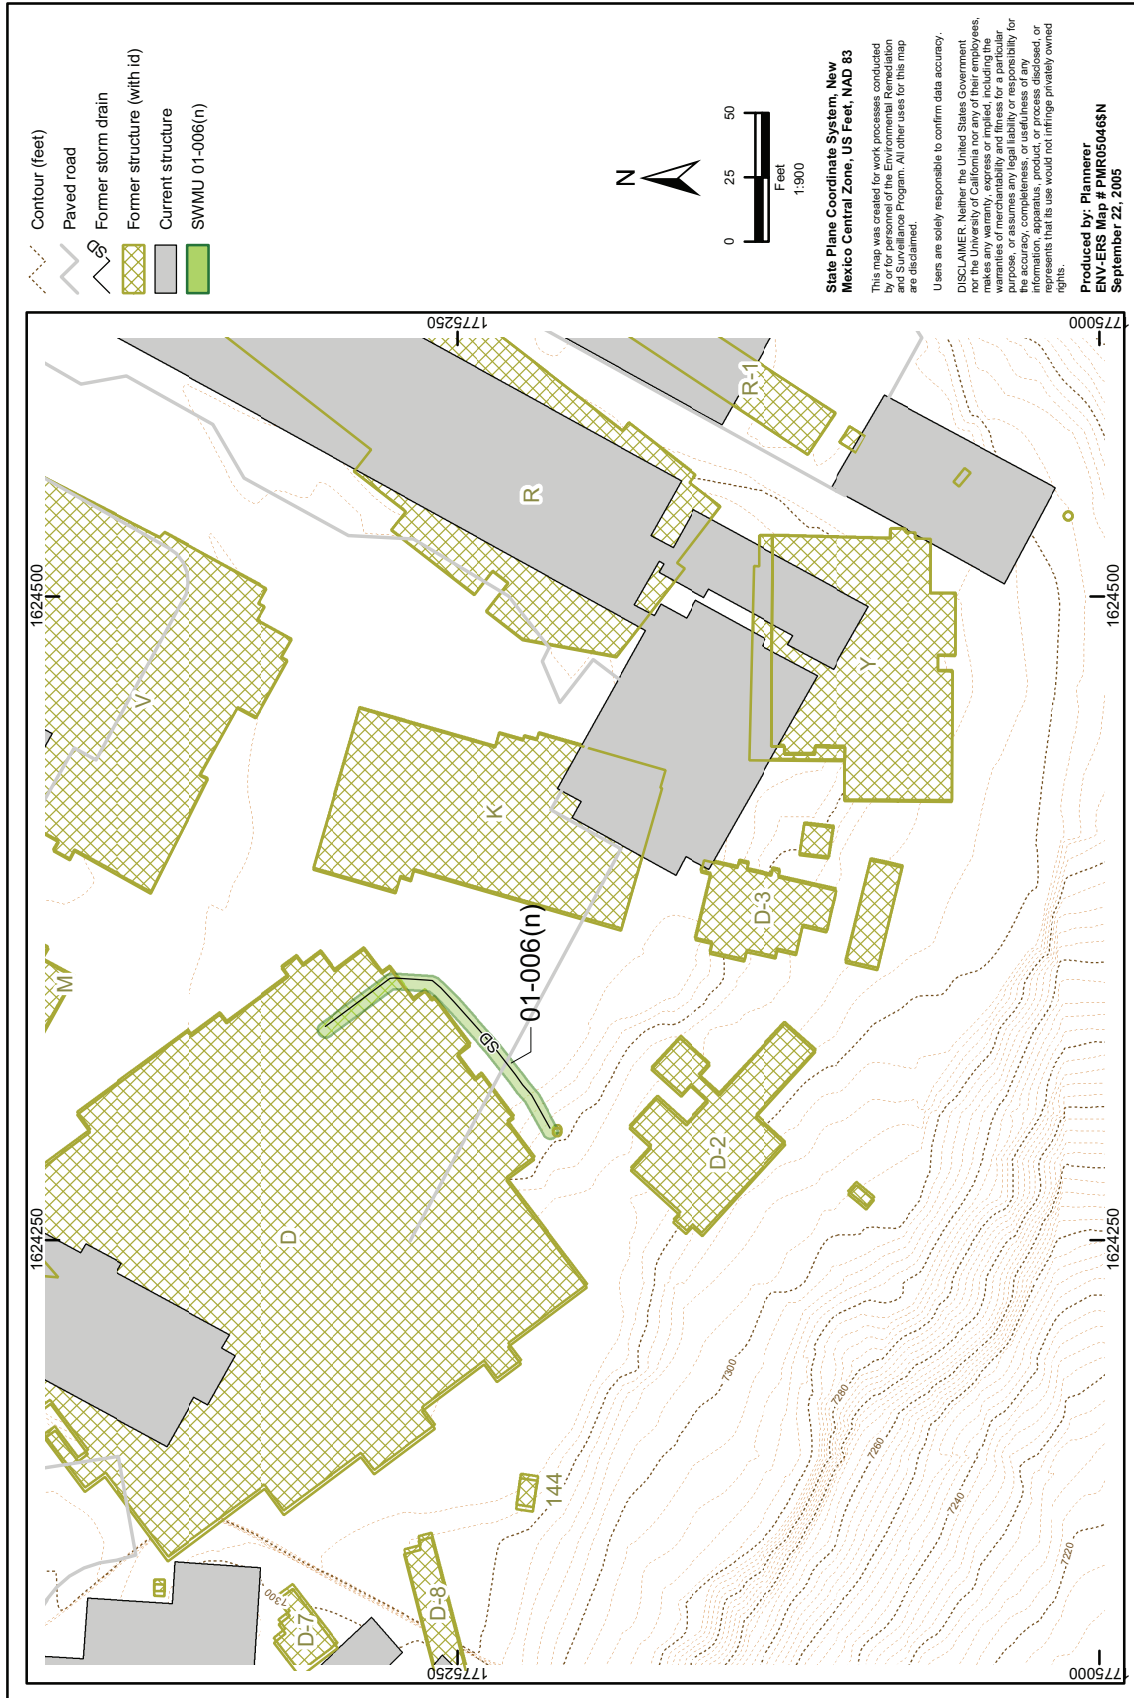 Contour (feet)
Paved road
SD
Former storm drain
Former structure (with id)
Current structure
SWMU 01-006(n)
N
0 25 50
Feet
1:900
State Plane Coordinate System, New
Mexico Central Zone, US Feet, NAD 83
This map was created for work processes conducted
by or for personnel of the Environmental Remediation
and Surveillance Program. All other uses for this map
are disclaimed.
Users are solely responsible to confirm data accuracy.
DISCLAIMER: Neither the United States Government
nor the University of California nor any of their employees,
makes any warranty, express or implied, including the
warranties of merchantability and fitness for a particular
purpose, or assumes any legal liability or responsibility for
the accuracy, completeness, or usefulness of any
information, apparatus, product, or process disclosed, or
represents that its use would not infringe privately owned
rights.
Produced by: Plannerer
ENV-ERS Map # PMR05046$N
September 22, 2005
1624250
1624500
1775250
1775250
1775000
1775000
1624250
1624500
M
V
D
K
R
R-1
Y
D-3
D-2
D-7
D-8
144
SD
01-006(n)
7300
7300
7280
7260
7240
7220